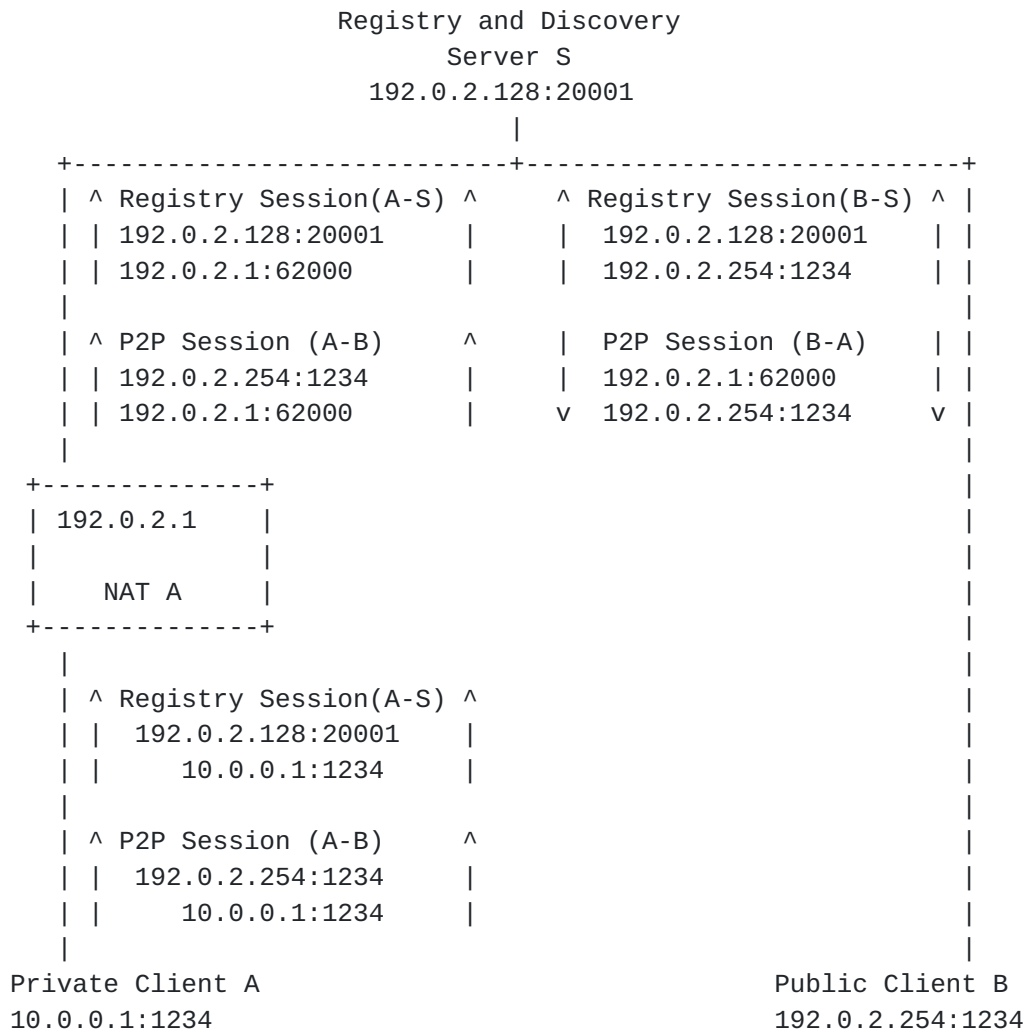 Registry and Discovery
                                                 Server S
                                            192.0.2.128:20001
                                                     |
        +----------------------------+----------------------------+
        | ^ Registry Session(A-S) ^     ^ Registry Session(B-S) ^ |
        | | 192.0.2.128:20001     |     |  192.0.2.128:20001    | |
        | | 192.0.2.1:62000       |     |  192.0.2.254:1234     | |
        |                                                         |
        | ^ P2P Session (A-B)     ^     |  P2P Session (B-A)    | |
        | | 192.0.2.254:1234      |     |  192.0.2.1:62000      | |
        | | 192.0.2.1:62000       |     v  192.0.2.254:1234     v |
        |                                                         |
      +--------------+                                            |
      | 192.0.2.1    |                                            |
      |              |                                            |
      |    NAT A     |                                            |
      +--------------+                                            |
        |                                                         |
        | ^ Registry Session(A-S) ^                               |
        | |  192.0.2.128:20001    |                               |
        | |     10.0.0.1:1234     |                               |
        |                                                         |
        | ^ P2P Session (A-B)     ^                               |
        | |  192.0.2.254:1234     |                               |
        | |     10.0.0.1:1234     |                               |
        |                                                         |
     Private Client A                                 Public Client B
     10.0.0.1:1234                                    192.0.2.254:1234